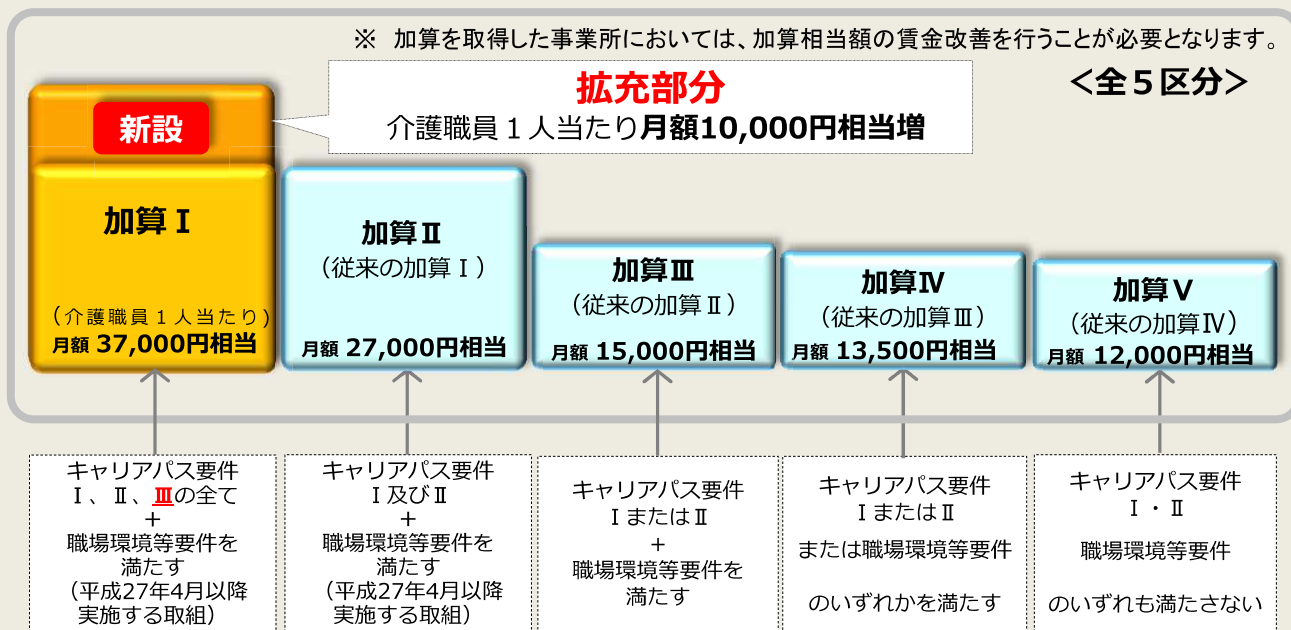 ※ 加算を取得した事業所においては、加算相当額の賃金改善を行うことが必要となります。
<全５区分>
拡充部分
介護職員１人当たり月額10,000円相当増
新設
加算Ⅰ
（介護職員１人当たり）
月額 37,000円相当
加算Ⅱ
（従来の加算Ⅰ）
月額 27,000円相当
加算Ⅲ
（従来の加算Ⅱ）
月額 15,000円相当
加算Ⅳ
（従来の加算Ⅲ）
月額 13,500円相当
加算Ⅴ
（従来の加算Ⅳ）
月額 12,000円相当
キャリアパス要件
Ⅰ、Ⅱ、Ⅲの全て
＋
職場環境等要件を
満たす
（平成27年4月以降
実施する取組）
キャリアパス要件
Ⅰ及びⅡ
＋
職場環境等要件を
満たす
（平成27年4月以降
実施する取組）
キャリアパス要件
ⅠまたはⅡ
＋
職場環境等要件を
満たす
キャリアパス要件
ⅠまたはⅡ
または職場環境等要件
のいずれかを満たす
キャリアパス要件
Ⅰ・Ⅱ
職場環境等要件
のいずれも満たさない